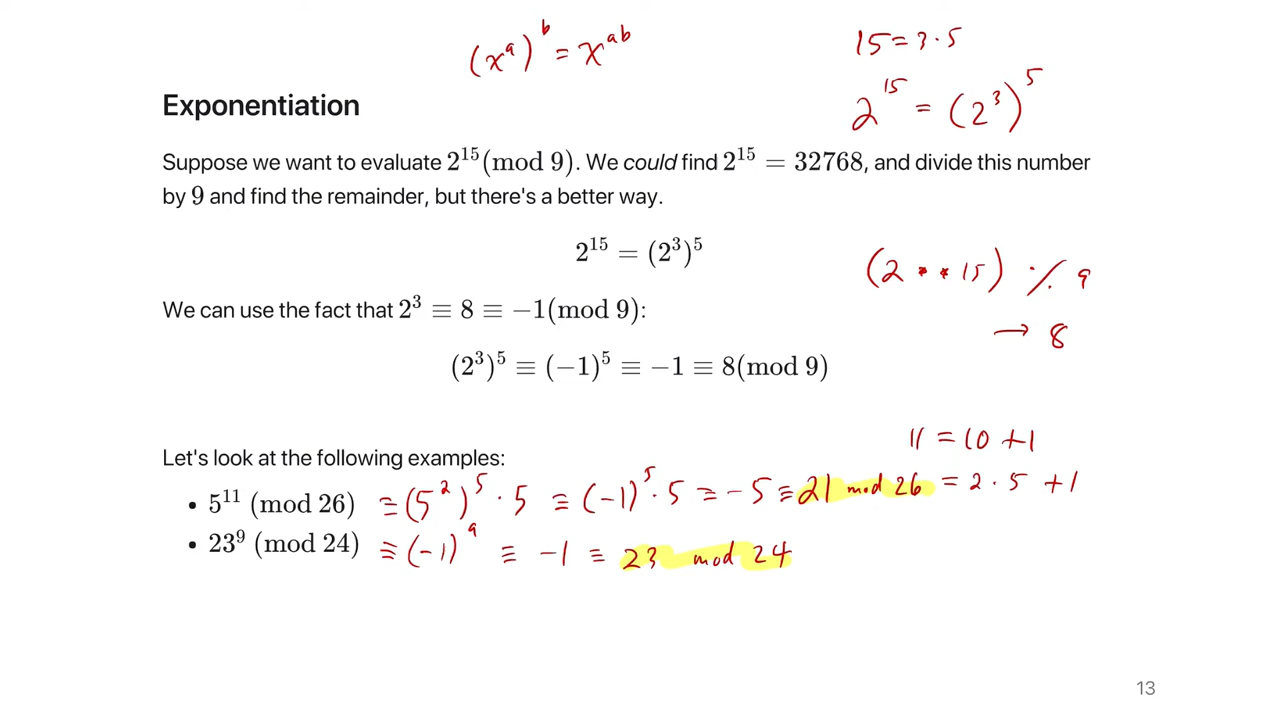 (x^a)^b = x^{ab}
15 = 3 · 5
2^{15} = (2^3)^5
Exponentiation
Suppose we want to evaluate 2^{15}(mod 9). We could find 2^{15} = 32768, and divide this number
by 9 and find the remainder, but there's a better way.
2^{15} = (2^3)^5
(2 ** 15) % 9
We can use the fact that 2^3 ≡ 8 ≡ −1(mod 9):
→ 8
(2^3)^5 ≡ (−1)^5 ≡ −1 ≡ 8(mod 9)
11 = 10 + 1
Let's look at the following examples:
= 2 · 5 + 1
• 5^{11} (mod 26) ≡ (5^2)^5 · 5 ≡ (−1)^5 · 5 ≡ −5 ≡ 21 mod 26
• 23^9 (mod 24) ≡ (−1)^9 ≡ −1 ≡ 23 mod 24
13